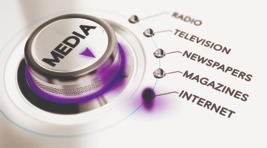 MEDIA
RADIO
TELEVISION
NEWSPAPERS
MAGAZINES
INTERNET